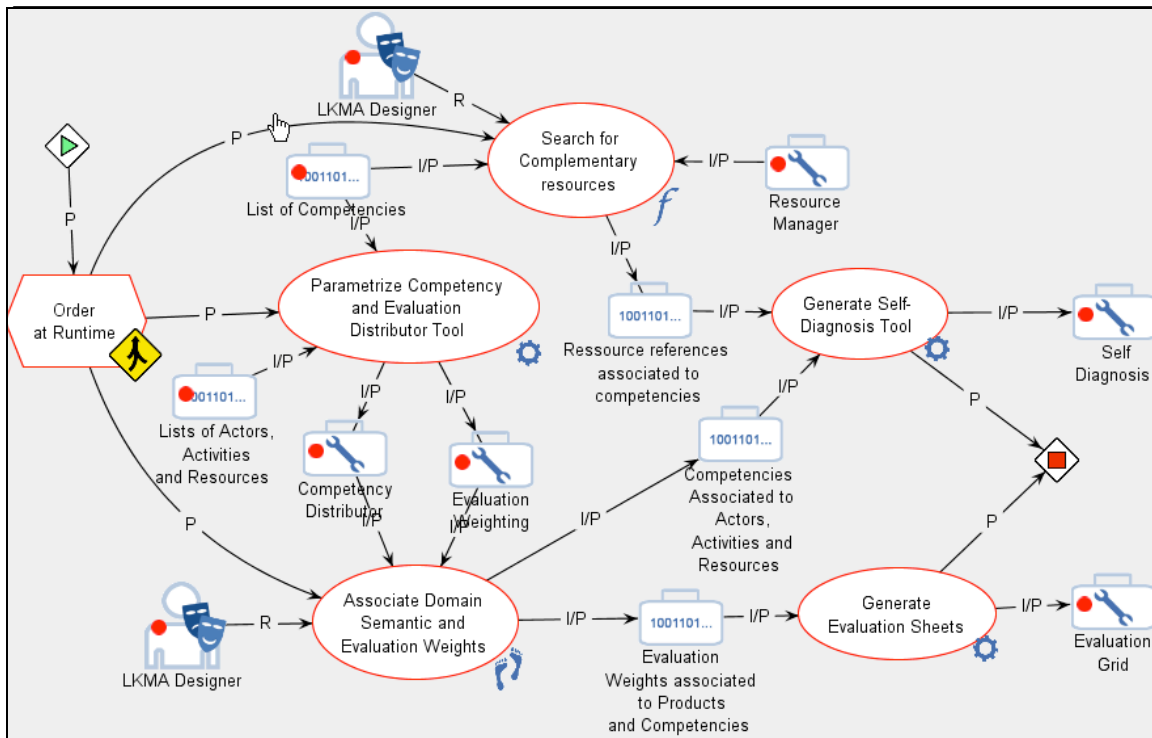 LKMA Designer
R
P
Search for
Complementary
resources
1001101...
I/P
I/P
Resource
Manager
List of Competencies
P
I/P
I/P
Parametrize Competency
and Evaluation
Distributor Tool
Order
at Runtime
P
1001101...
I/P
Generate Self-
Diagnosis Tool
I/P
Self
Diagnosis
Ressource references
associated to
competencies
I/P
1001101...
Lists of Actors,
Activities
and Resources
I/P
I/P
I/P
P
1001101...
Competency
Distributor
Evaluation
Weighting
Competencies
Associated to
Actors,
Activities and
Resources
I/P
I/P
I/P
P
P
Associate Domain
Semantic and
Evaluation Weights
R
LKMA Designer
I/P
1001101...
I/P
Evaluation
Weights associated
to Products
and Competencies
Generate
Evaluation Sheets
I/P
Evaluation
Grid